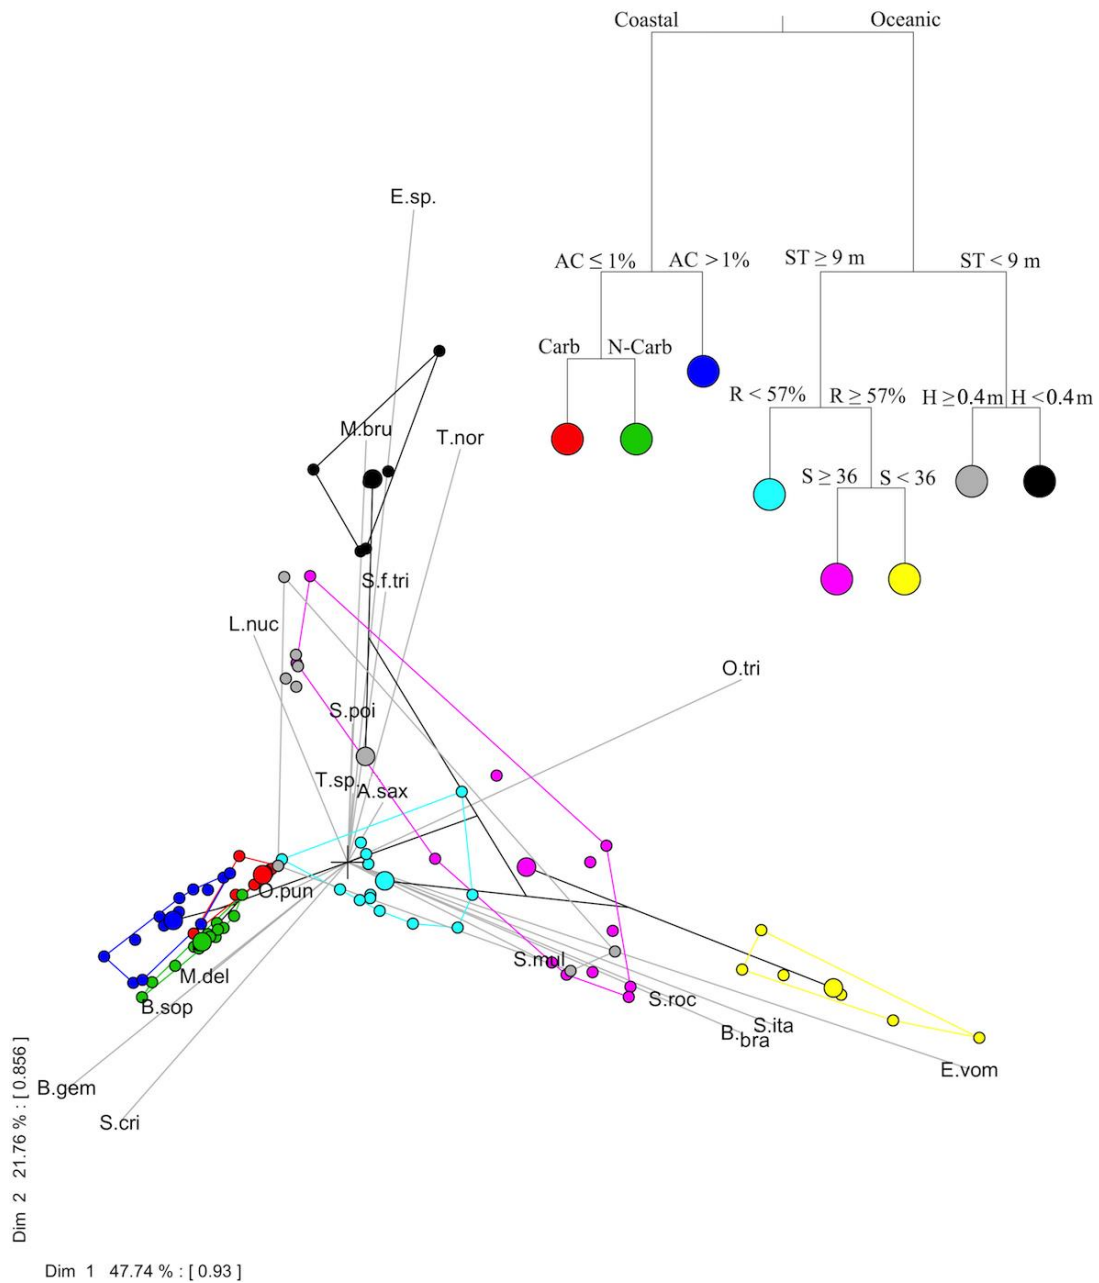 Coastal Oceanic
E.sp.
AC ≤ 1% AC > 1% ST ≥ 9 m ST < 9 m
Carb N-Carb
R < 57% R ≥ 57% H ≥0.4m H <0.4m
M.bru
T.nor
S ≥ 36 S < 36
S.f.tri
L.nuc
O.tri
S.poi
T.sp.
A.sax
O.pun
S.mul
M.del
S.roc
B.sop
S.ita
B.bra
E.vom
B.gem
S.cri
Dim 2 21.76 % : [ 0.856 ]
Dim 1 47.74 % : [ 0.93 ]